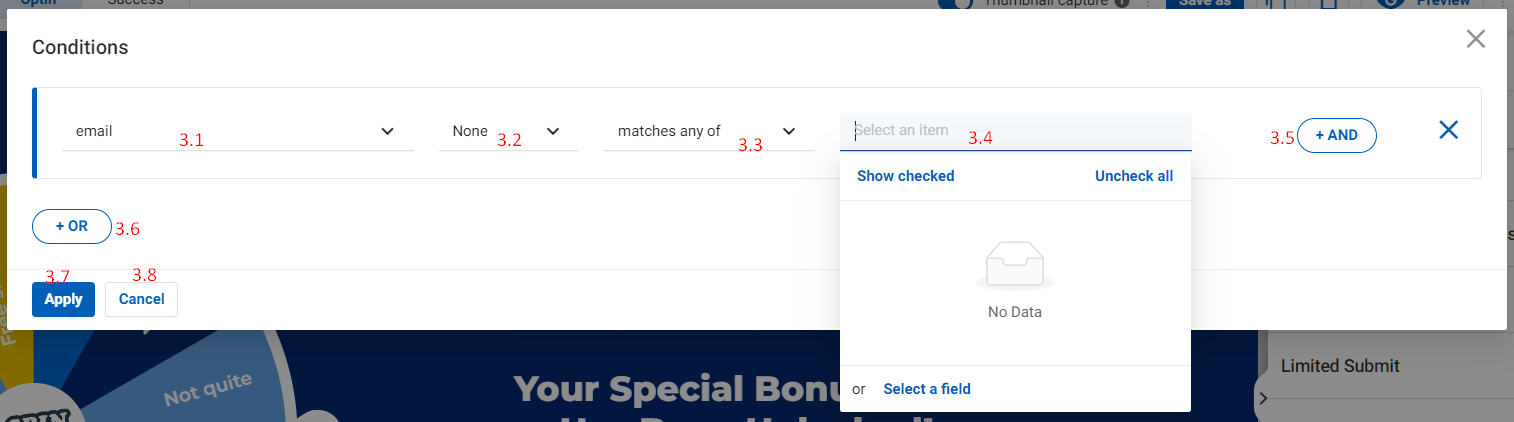 Optin Success Thumbnail capture Save as Preview
Conditions
email 3.1 None 3.2 matches any of 3.3 Select an item 3.4 3.5 + AND
Show checked Uncheck all
+ OR 3.6
3.7 3.8
Apply Cancel
No Data
Limited Submit
or Select a field
Not quite
Your Special Bonu
SPIN